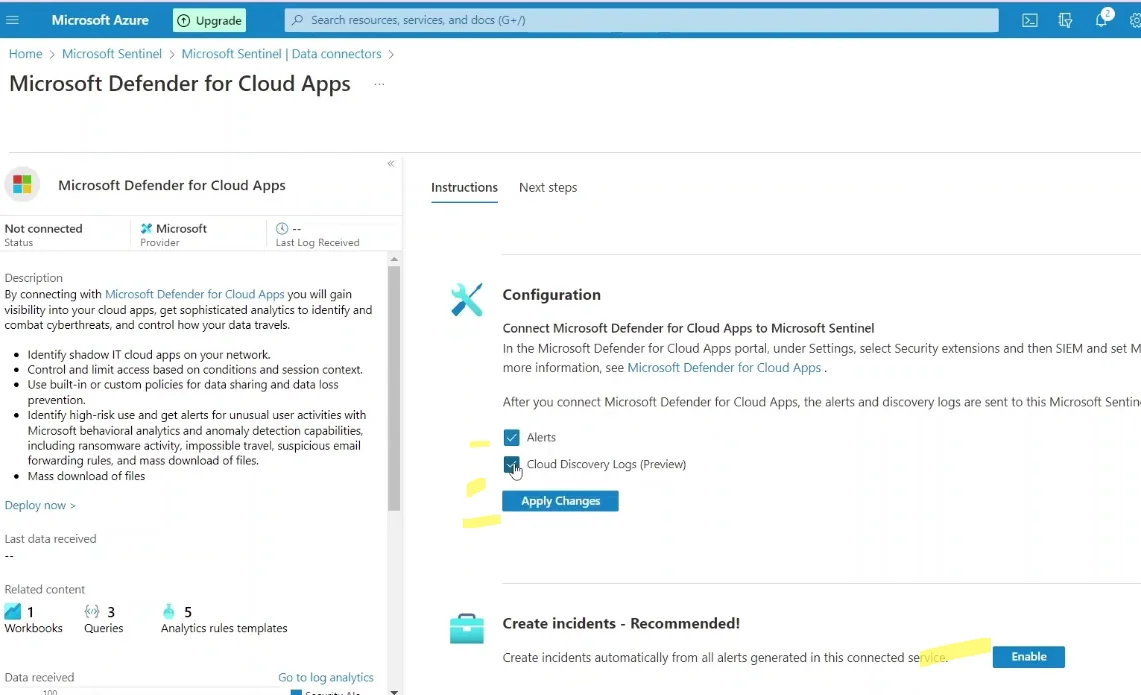 Microsoft Azure
Upgrade
Search resources, services, and docs (G+/)
2
Home > Microsoft Sentinel > Microsoft Sentinel | Data connectors >
Microsoft Defender for Cloud Apps ...
«
Microsoft Defender for Cloud Apps
Not connected
Status
Microsoft
Provider
--
Last Log Received
Description
By connecting with Microsoft Defender for Cloud Apps you will gain
visibility into your cloud apps, get sophisticated analytics to identify and
combat cyberthreats, and control how your data travels.
• Identify shadow IT cloud apps on your network.
• Control and limit access based on conditions and session context.
• Use built-in or custom policies for data sharing and data loss
prevention.
• Identify high-risk use and get alerts for unusual user activities with
Microsoft behavioral analytics and anomaly detection capabilities,
including ransomware activity, impossible travel, suspicious email
forwarding rules, and mass download of files.
• Mass download of files
Deploy now >
Last data received
--
Related content
1
Workbooks
3
Queries
5
Analytics rules templates
Data received
Go to log analytics
100
Instructions
Next steps
Configuration
Connect Microsoft Defender for Cloud Apps to Microsoft Sentinel
In the Microsoft Defender for Cloud Apps portal, under Settings, select Security extensions and then SIEM and set M
more information, see Microsoft Defender for Cloud Apps .
After you connect Microsoft Defender for Cloud Apps, the alerts and discovery logs are sent to this Microsoft Sentin
Alerts
Cloud Discovery Logs (Preview)
Apply Changes
Create incidents - Recommended!
Create incidents automatically from all alerts generated in this connected service.
Enable